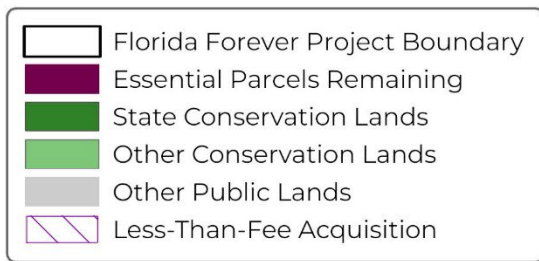 Florida Forever Project Boundary
Essential Parcels Remaining
State Conservation Lands
Other Conservation Lands
Other Public Lands
Less-Than-Fee Acquisition